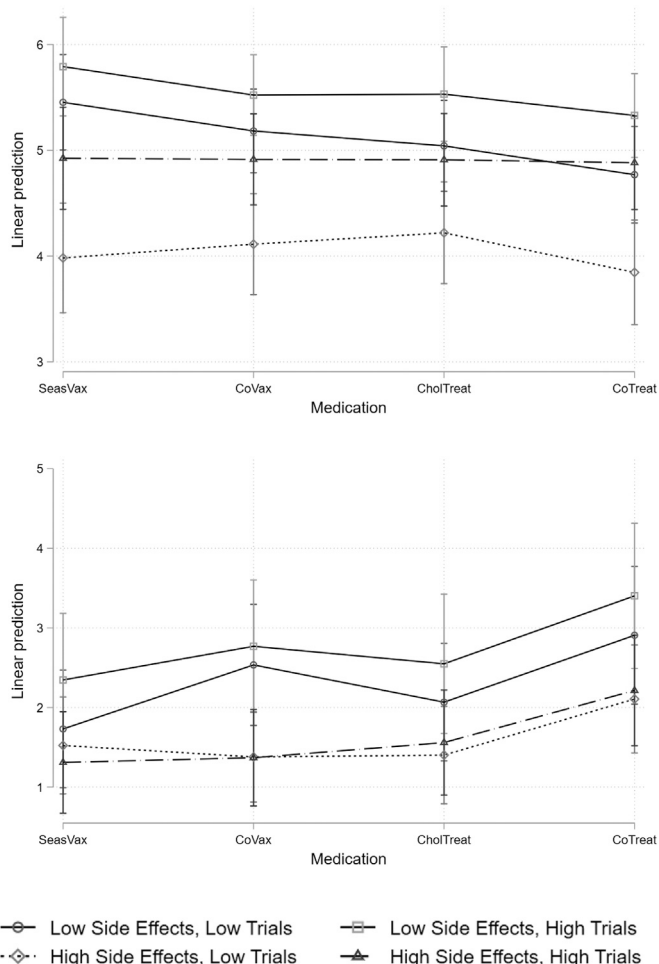 6
5
4
3
Linear prediction
SeasVax CoVax CholTreat CoTreat
Medication
5
4
3
2
1
Linear prediction
SeasVax CoVax CholTreat CoTreat
Medication
Low Side Effects, Low Trials Low Side Effects, High Trials
High Side Effects, Low Trials High Side Effects, High Trials